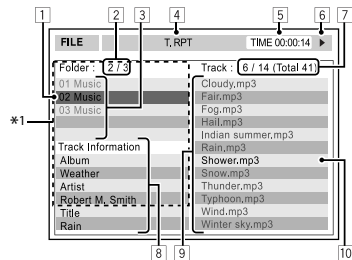 1 2 3 4 5 6 7
FILE T. RPT TIME 00:00:14
Folder : 2 / 3 Track : 6 / 14 (Total 41)
01 Music
02 Music
03 Music
*1
Track Information
Album
Weather
Artist
Robert M. Smith
Title
Rain
Cloudy.mp3
Fair.mp3
Fog.mp3
Hail.mp3
Indian summer.mp3
Rain.mp3
Shower.mp3
Snow.mp3
Thunder.mp3
Typhoon.mp3
Wind.mp3
Winter sky.mp3
8 9 10